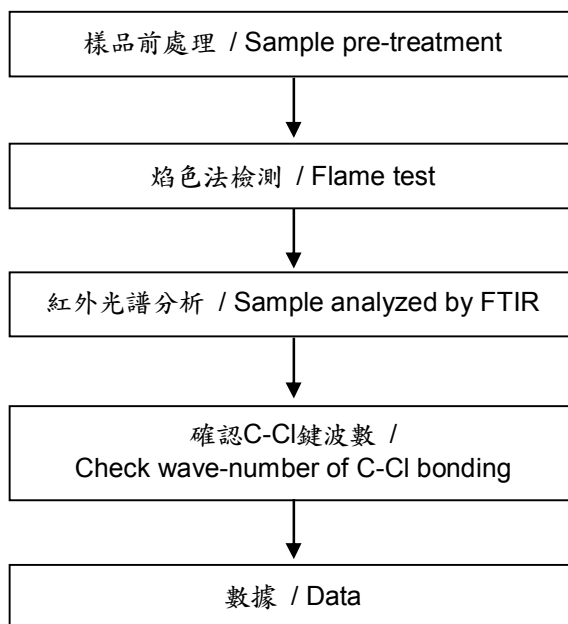 樣品前處理 / Sample pre-treatment
焰色法檢測 / Flame test
紅外光譜分析 / Sample analyzed by FTIR
確認C-Cl鍵波數 /
Check wave-number of C-Cl bonding
數據 / Data